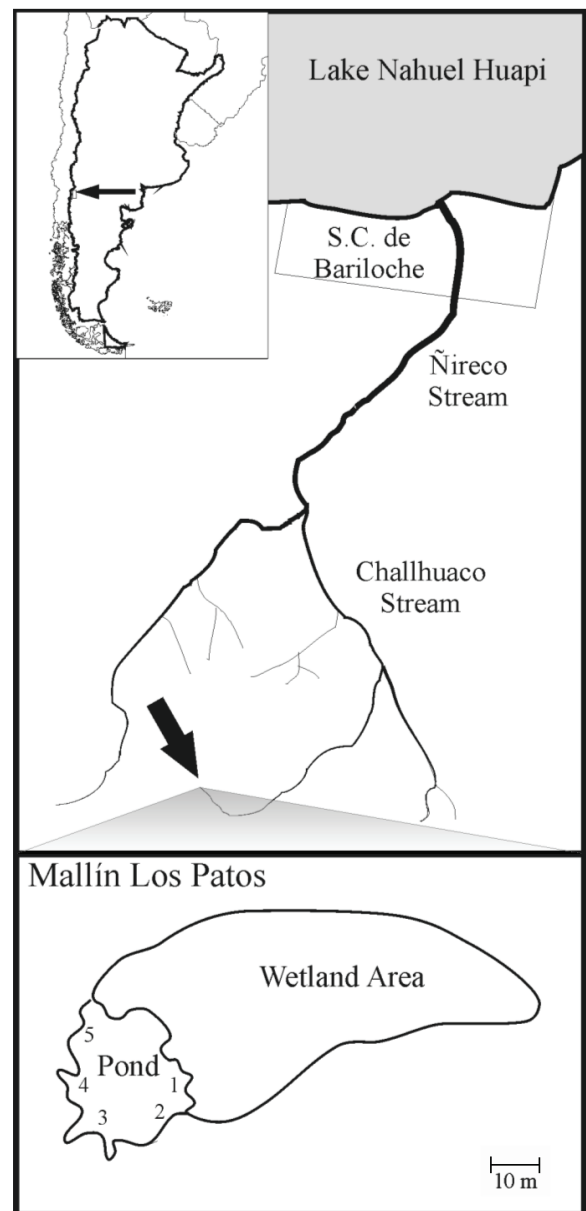 Lake Nahuel Huapi
S.C. de
Bariloche
Ñireco
Stream
Challhuaco
Stream
Mallín Los Patos
Wetland Area
5
Pond
4
1
3
2
10 m